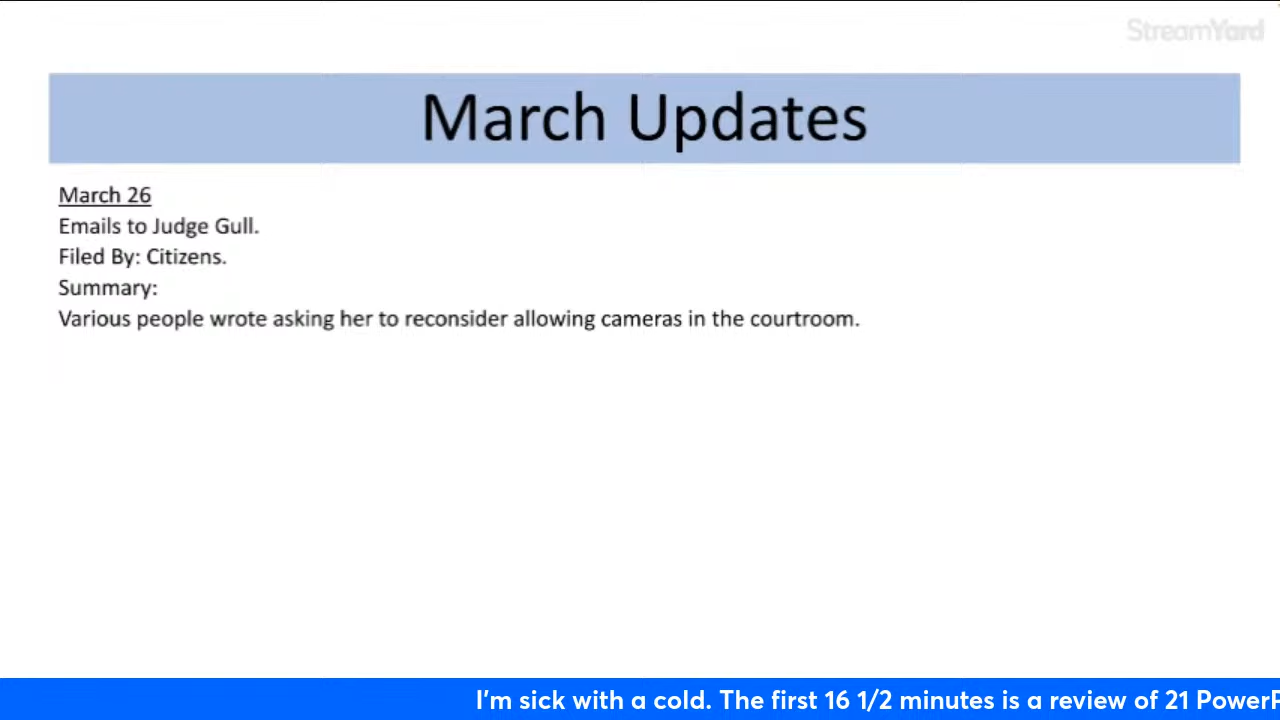 StreamYard
March Updates
March 26
Emails to Judge Gull.
Filed By: Citizens.
Summary:
Various people wrote asking her to reconsider allowing cameras in the courtroom.
I'm sick with a cold. The first 16 1/2 minutes is a review of 21 PowerP